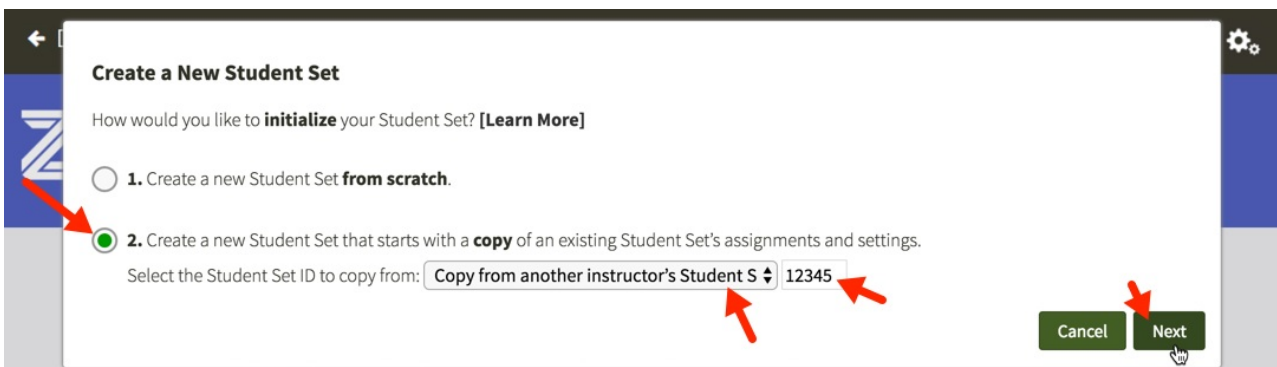 Create a New Student Set
How would you like to initialize your Student Set? [Learn More]
1. Create a new Student Set from scratch.
2. Create a new Student Set that starts with a copy of an existing Student Set's assignments and settings.
Select the Student Set ID to copy from: Copy from another instructor's Student S 12345
Cancel Next